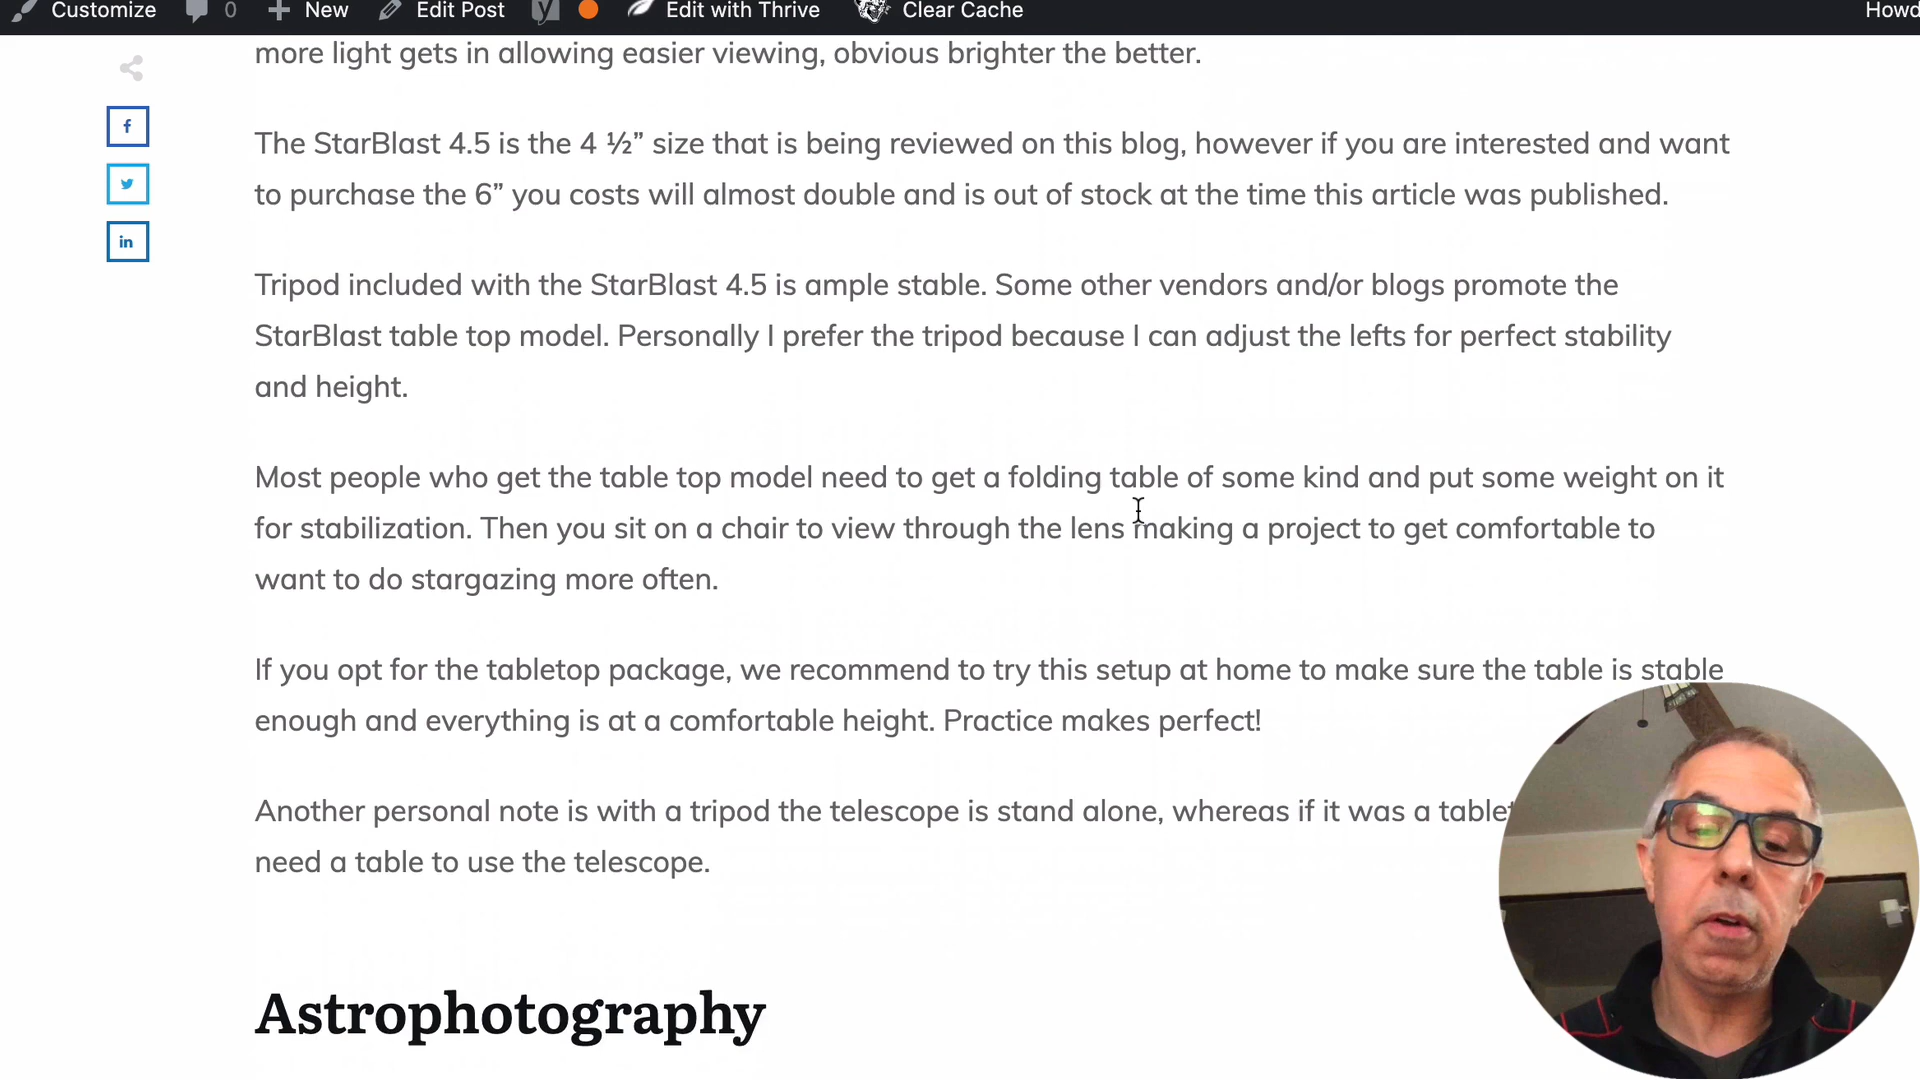 Customize 0 New Edit Post Edit with Thrive Clear Cache Howd
more light gets in allowing easier viewing, obvious brighter the better.
The StarBlast 4.5 is the 4 ½” size that is being reviewed on this blog, however if you are interested and want
to purchase the 6” you costs will almost double and is out of stock at the time this article was published.
Tripod included with the StarBlast 4.5 is ample stable. Some other vendors and/or blogs promote the
StarBlast table top model. Personally I prefer the tripod because I can adjust the lefts for perfect stability
and height.
Most people who get the table top model need to get a folding table of some kind and put some weight on it
for stabilization. Then you sit on a chair to view through the lens making a project to get comfortable to
want to do stargazing more often.
If you opt for the tabletop package, we recommend to try this setup at home to make sure the table is stable
enough and everything is at a comfortable height. Practice makes perfect!
Another personal note is with a tripod the telescope is stand alone, whereas if it was a tablet
need a table to use the telescope.
Astrophotography